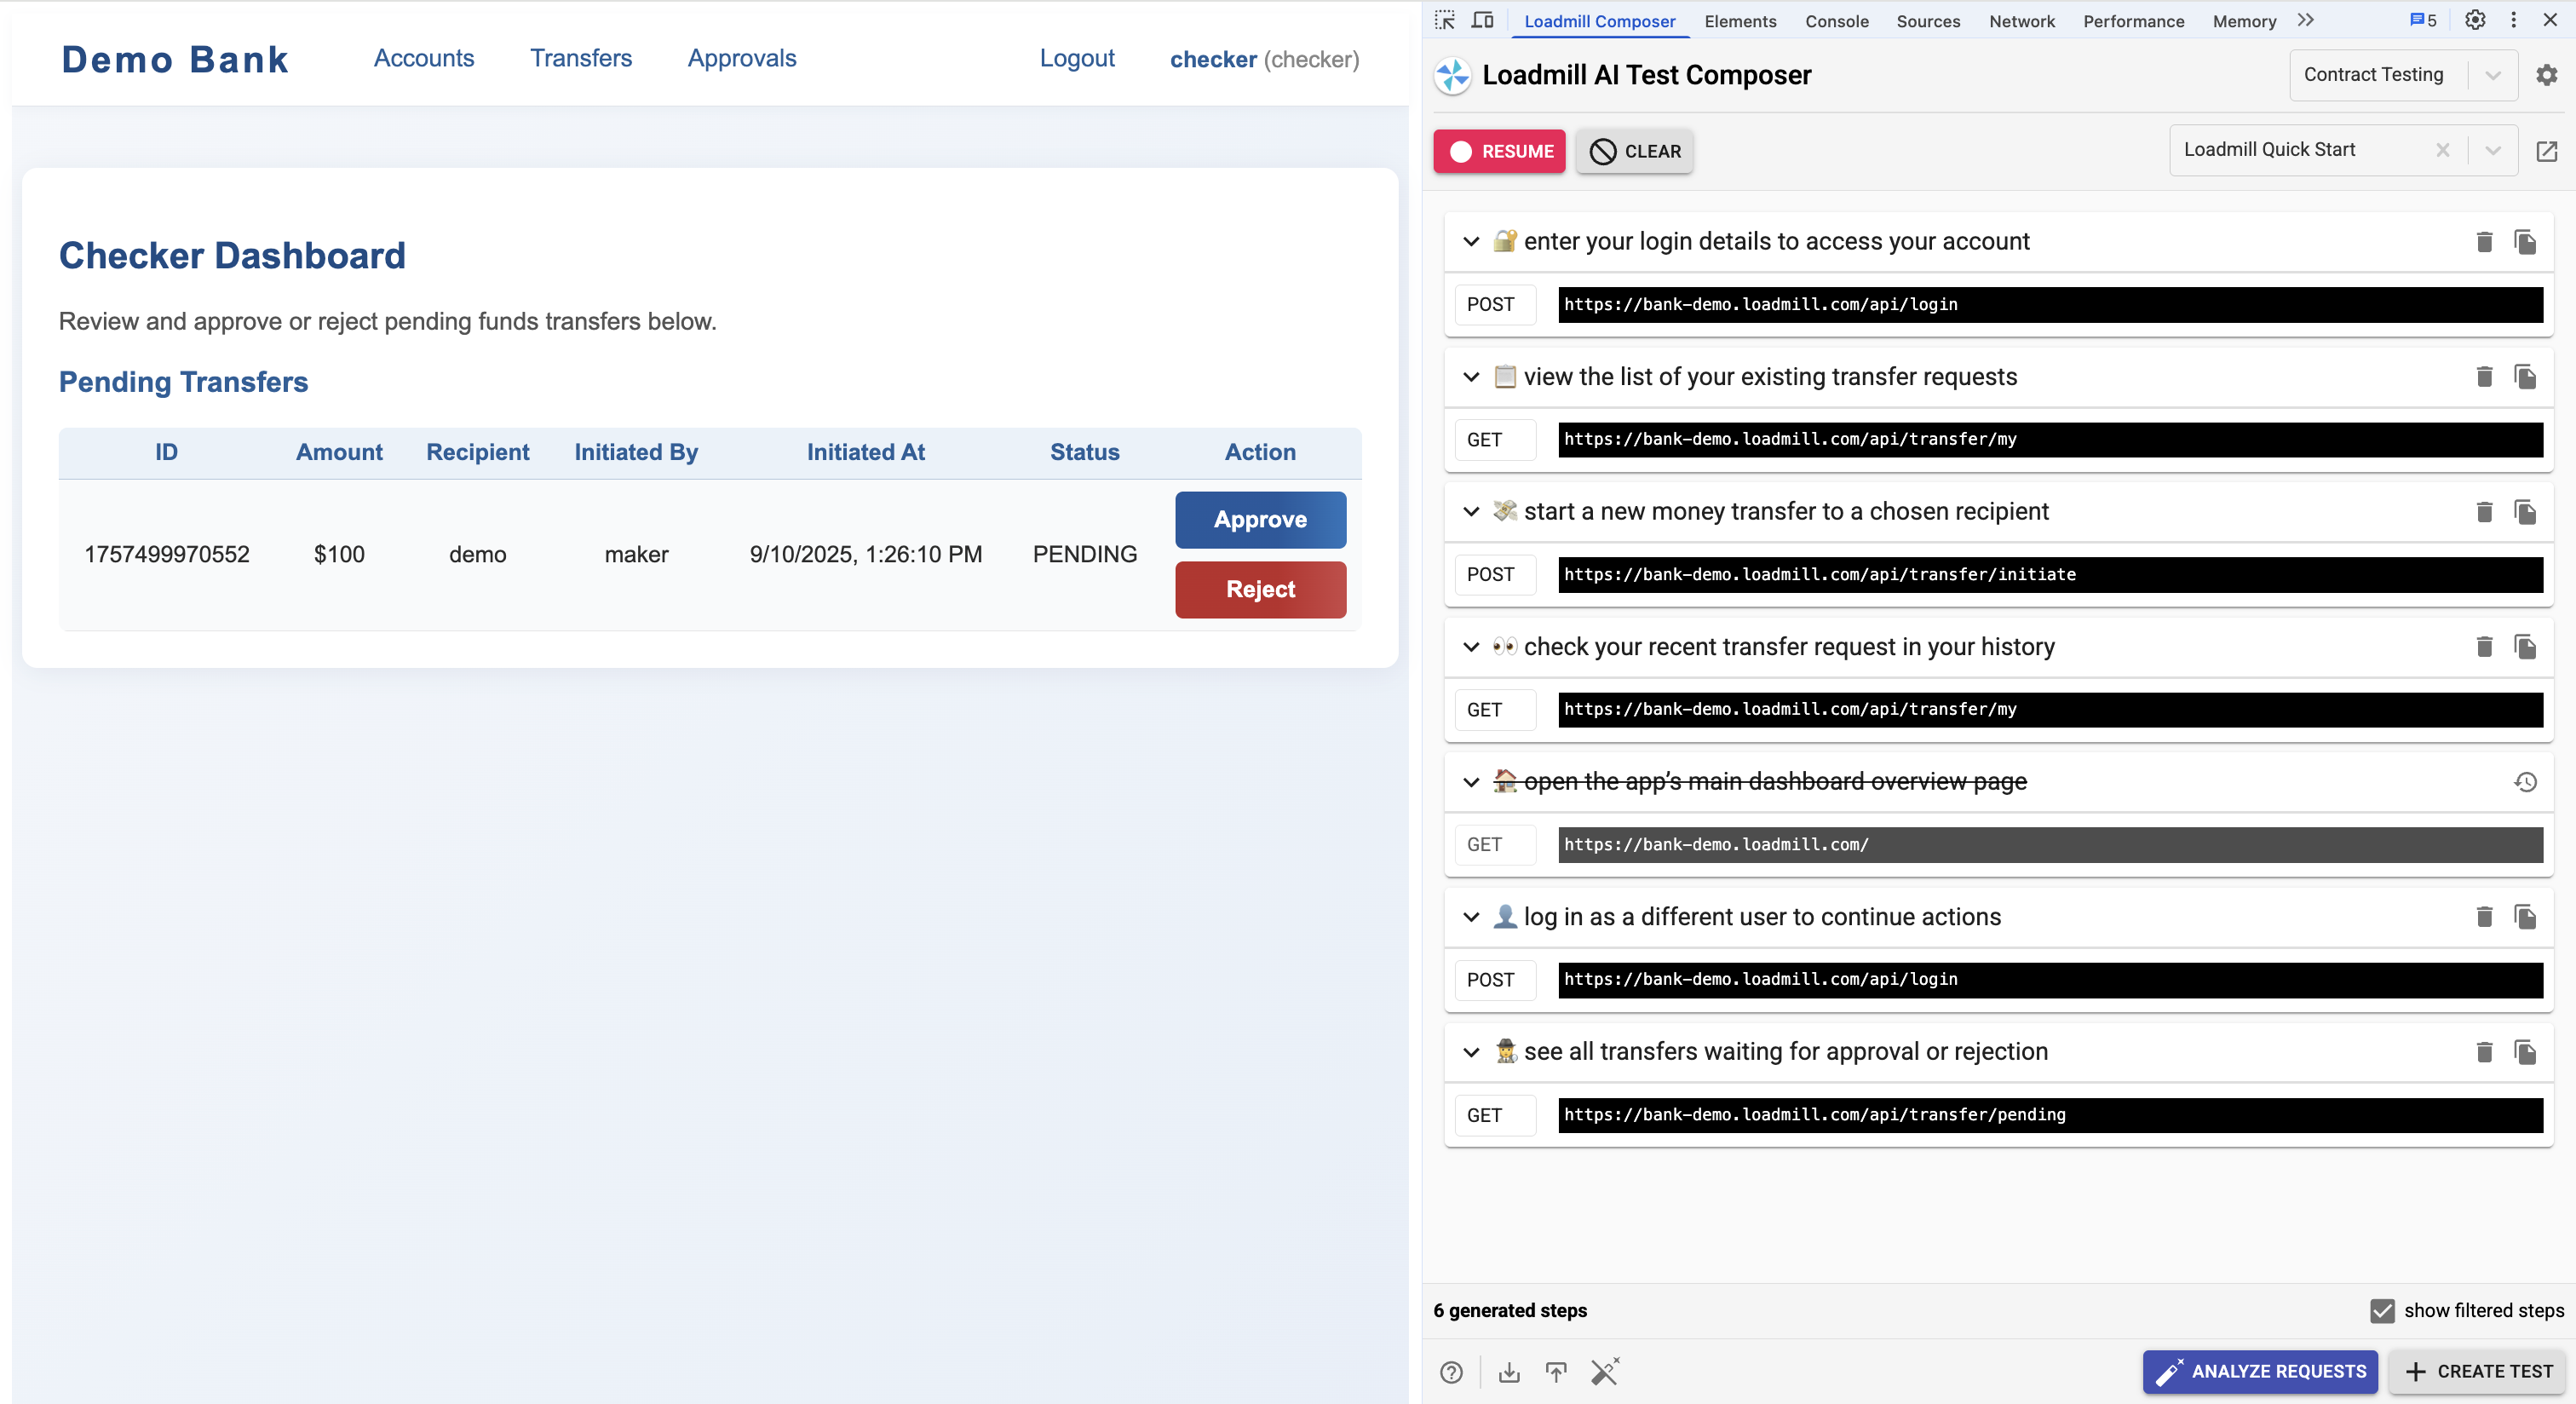 Demo Bank Accounts Transfers Approvals Logout checker (checker)
Checker Dashboard
Review and approve or reject pending funds transfers below.
Pending Transfers
ID Amount Recipient Initiated By Initiated At Status Action
1757499970552 $100 demo maker 9/10/2025, 1:26:10 PM PENDING Approve
Reject
Loadmill Composer Elements Console Sources Network Performance Memory 5
Loadmill AI Test Composer Contract Testing
RESUME CLEAR Loadmill Quick Start
enter your login details to access your account
POST https://bank-demo.loadmill.com/api/login
view the list of your existing transfer requests
GET https://bank-demo.loadmill.com/api/transfer/my
start a new money transfer to a chosen recipient
POST https://bank-demo.loadmill.com/api/transfer/initiate
check your recent transfer request in your history
GET https://bank-demo.loadmill.com/api/transfer/my
open the app’s main dashboard overview page
GET https://bank-demo.loadmill.com/
log in as a different user to continue actions
POST https://bank-demo.loadmill.com/api/login
see all transfers waiting for approval or rejection
GET https://bank-demo.loadmill.com/api/transfer/pending
6 generated steps show filtered steps
ANALYZE REQUESTS CREATE TEST